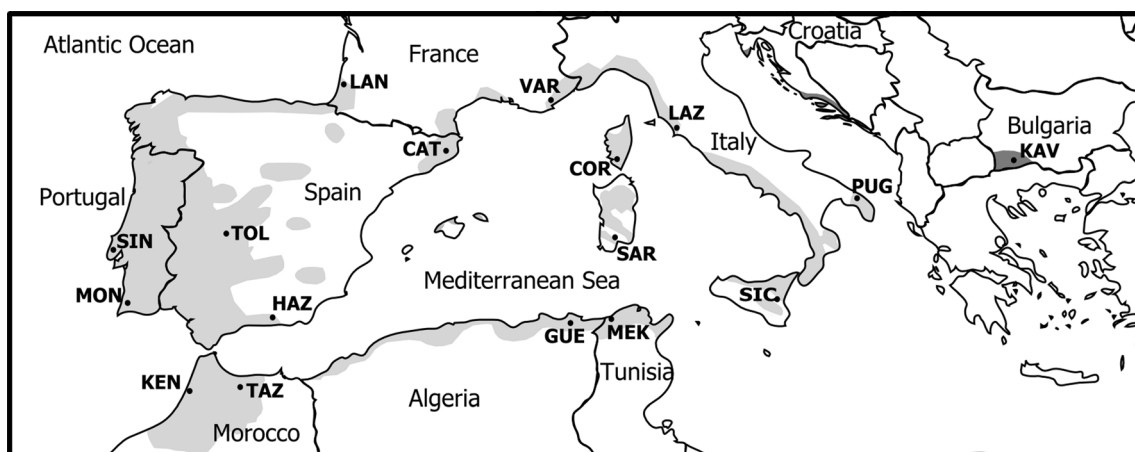 Croatia
Atlantic Ocean
France
LAN
VAR
LAZ
Bulgaria
Italy
CAT
KAV
COR
PUG
Portugal
Spain
SIN
TOL
SAR
Mediterranean Sea
MON
SIC
HAZ
GUE
MEK
KEN
TAZ
Tunisia
Algeria
Morocco